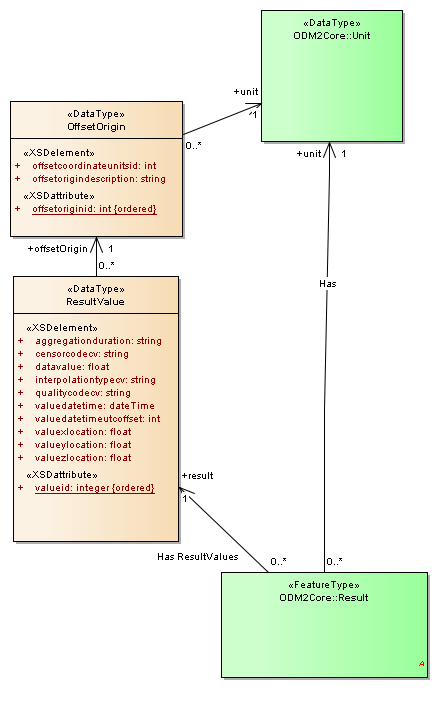 «DataType»
ODM2Core::Unit
+unit
1
0..*
«DataType»
OffsetOrigin
«XSDelement»
+ offsetcoordinateunitsid: int
+ offsetorigindescription: string
«XSDattribute»
+ offsetoriginid: int {ordered}
+unit 1
+offsetOrigin 1
0..*
Has
«DataType»
ResultValue
«XSDelement»
+ aggregationduration: string
+ censorcodecv: string
+ datavalue: float
+ interpolationtypecv: string
+ qualitycodecv: string
+ valuedatetime: dateTime
+ valuedatetimeutcoffset: int
+ valuexlocation: float
+ valueylocation: float
+ valuezlocation: float
«XSDattribute»
+ valueid: integer {ordered}
+result
1
Has ResultValues
0..*
0..*
«FeatureType»
ODM2Core::Result
A